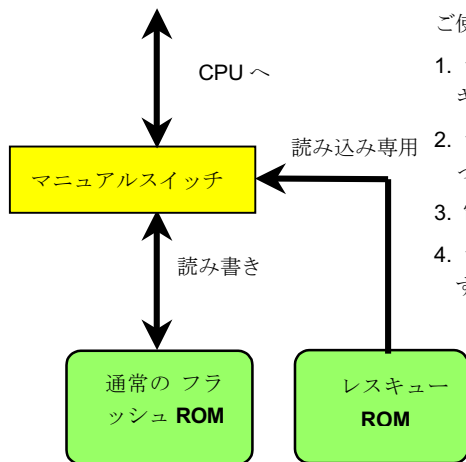 ご使
1.
CPU へ
2.
読み込み専用
マニュアルスイッチ
3.
4.
読み書き
通常の フラ
ッシュ ROM
レスキュー
ROM